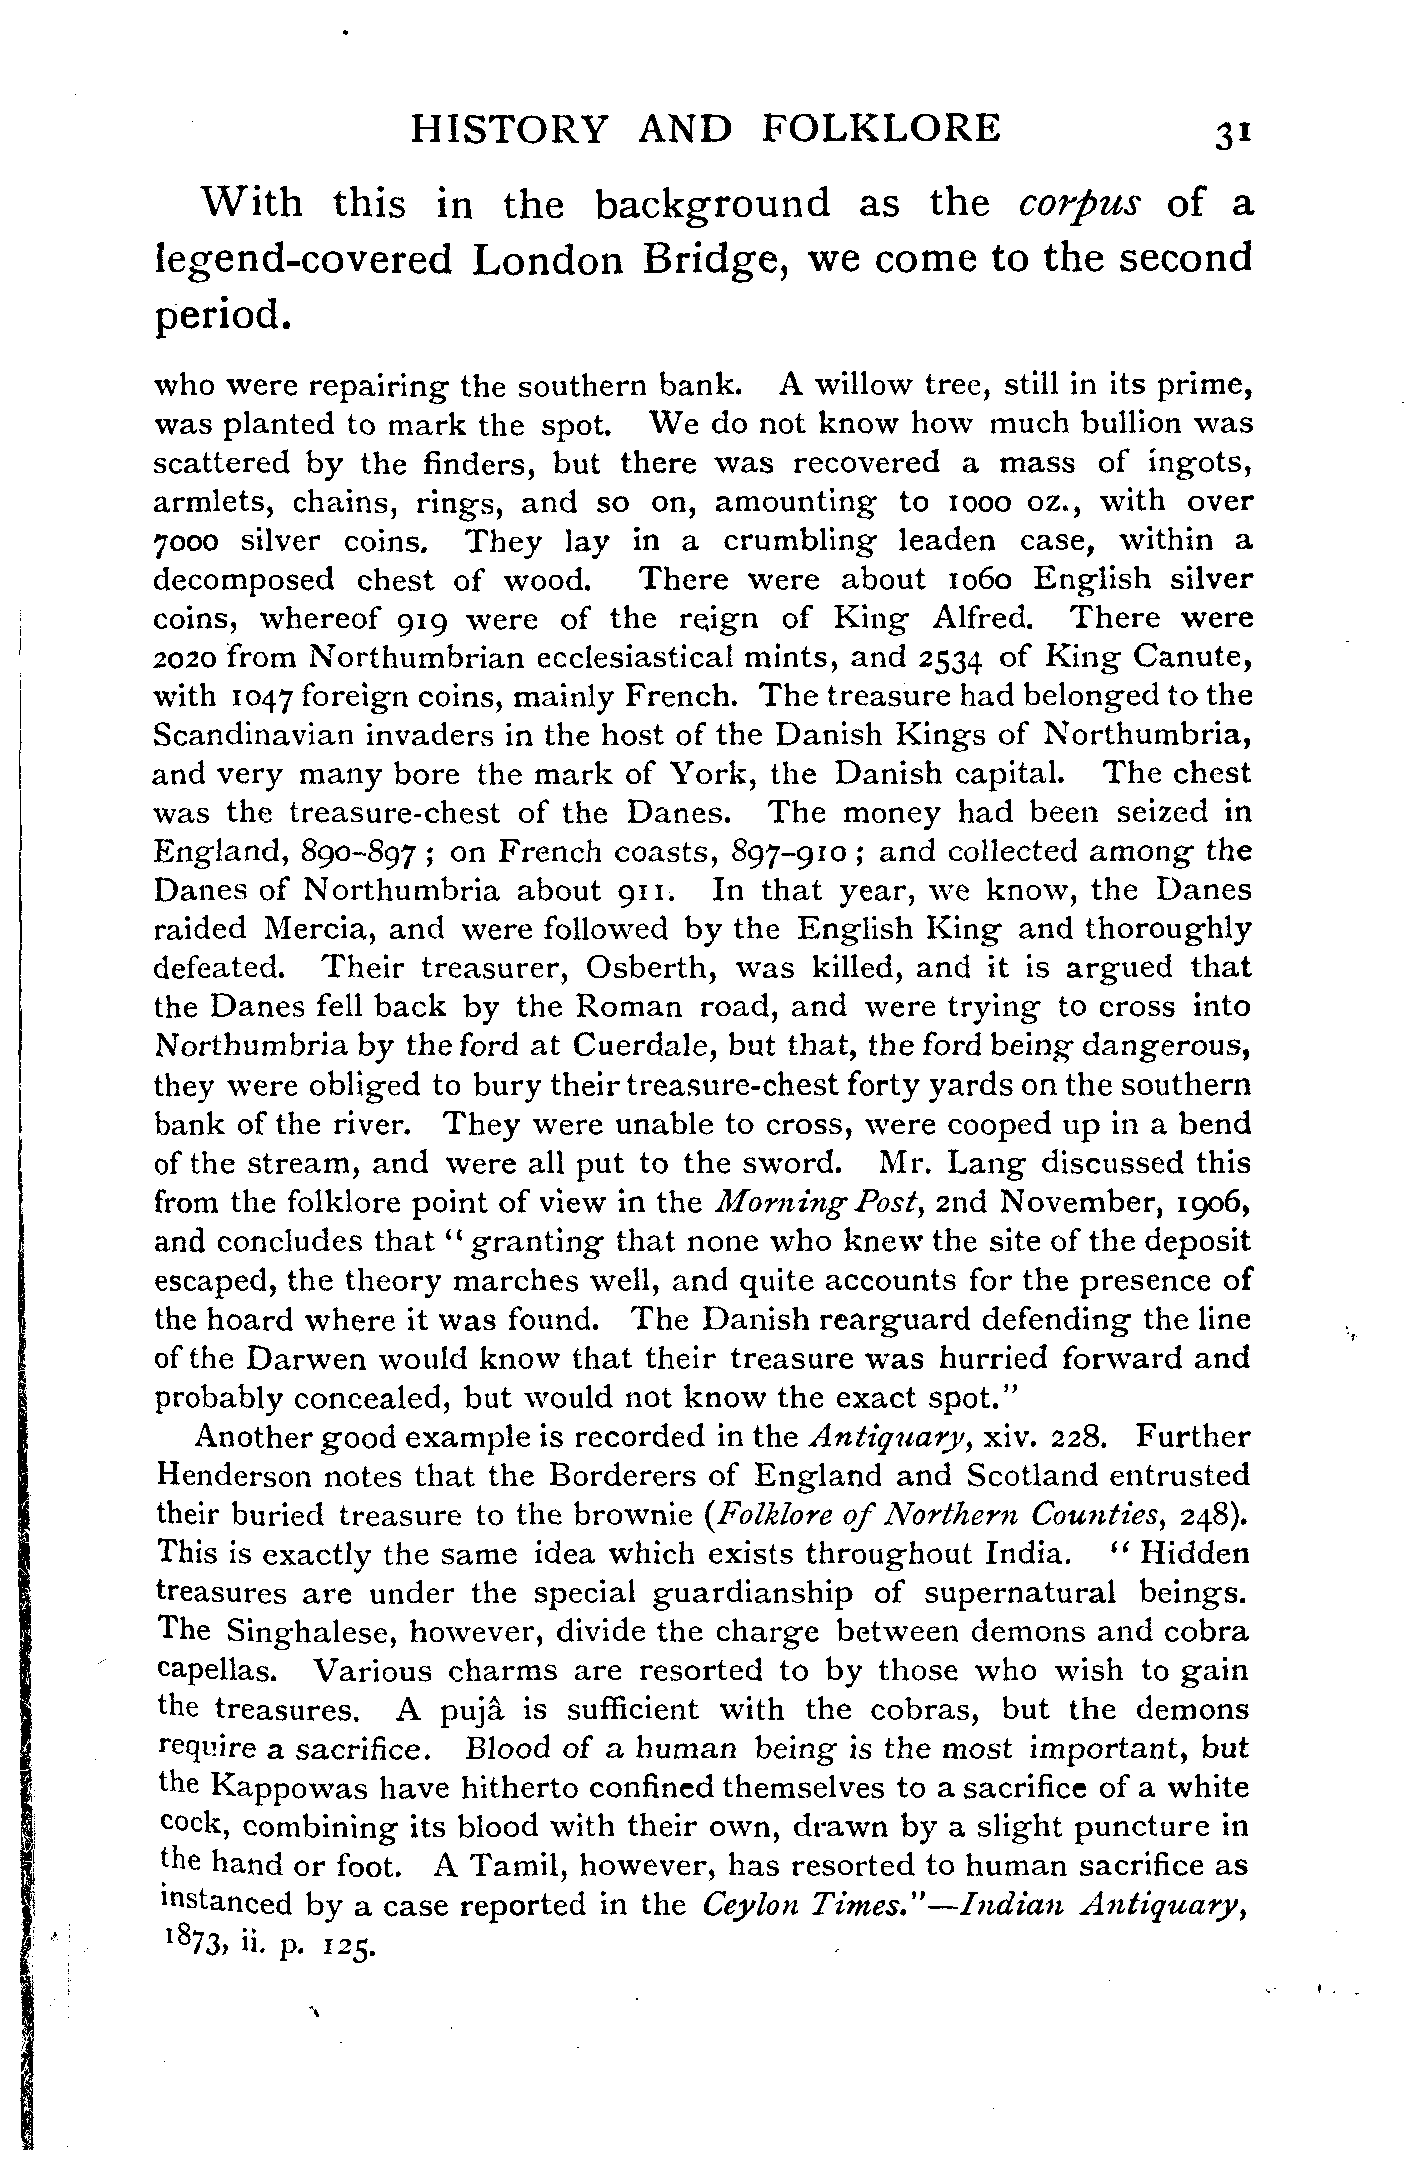 HISTORY AND FOLKLORE 31
With this in the background as the corpus of a
legend-covered London Bridge, we come to the second
period.
who were repairing the southern bank. A willow tree, still in its prime,
was planted to mark the spot. We do not know how much bullion was
scattered by the finders, but there was recovered a mass of ingots,
armlets, chains, rings, and so on, amounting to 1000 oz., with over
7000 silver coins. They lay in a crumbling leaden case, within a
decomposed chest of wood. There were about 1060 English silver
coins, whereof 919 were of the reign of King Alfred. There were
2020 from Northumbrian ecclesiastical mints, and 2534 of King Canute,
with 1047 foreign coins, mainly French. The treasure had belonged to the
Scandinavian invaders in the host of the Danish Kings of Northumbria,
and very many bore the mark of York, the Danish capital. The chest
was the treasure-chest of the Danes. The money had been seized in
England, 890-897; on French coasts, 897-910; and collected among the
Danes of Northumbria about 911. In that year, we know, the Danes
raided Mercia, and were followed by the English King and thoroughly
defeated. Their treasurer, Osberth, was killed, and it is argued that
the Danes fell back by the Roman road, and were trying to cross into
Northumbria by the ford at Cuerdale, but that, the ford being dangerous,
they were obliged to bury their treasure-chest forty yards on the southern
bank of the river. They were unable to cross, were cooped up in a bend
of the stream, and were all put to the sword. Mr. Lang discussed this
from the folklore point of view in the Morning Post, 2nd November, 1906,
and concludes that "granting that none who knew the site of the deposit
escaped, the theory marches well, and quite accounts for the presence of
the hoard where it was found. The Danish rearguard defending the line
of the Darwen would know that their treasure was hurried forward and
probably concealed, but would not know the exact spot."
Another good example is recorded in the Antiquary, xiv. 228. Further
Henderson notes that the Borderers of England and Scotland entrusted
their buried treasure to the brownie (Folklore of Northern Counties, 248).
This is exactly the same idea which exists throughout India. "Hidden
treasures are under the special guardianship of supernatural beings.
The Singhalese, however, divide the charge between demons and cobra
capellas. Various charms are resorted to by those who wish to gain
the treasures. A pujâ is sufficient with the cobras, but the demons
require a sacrifice. Blood of a human being is the most important, but
the Kappowas have hitherto confined themselves to a sacrifice of a white
cock, combining its blood with their own, drawn by a slight puncture in
the hand or foot. A Tamil, however, has resorted to human sacrifice as
instanced by a case reported in the Ceylon Times."—Indian Antiquary,
1873, ii. p. 125.